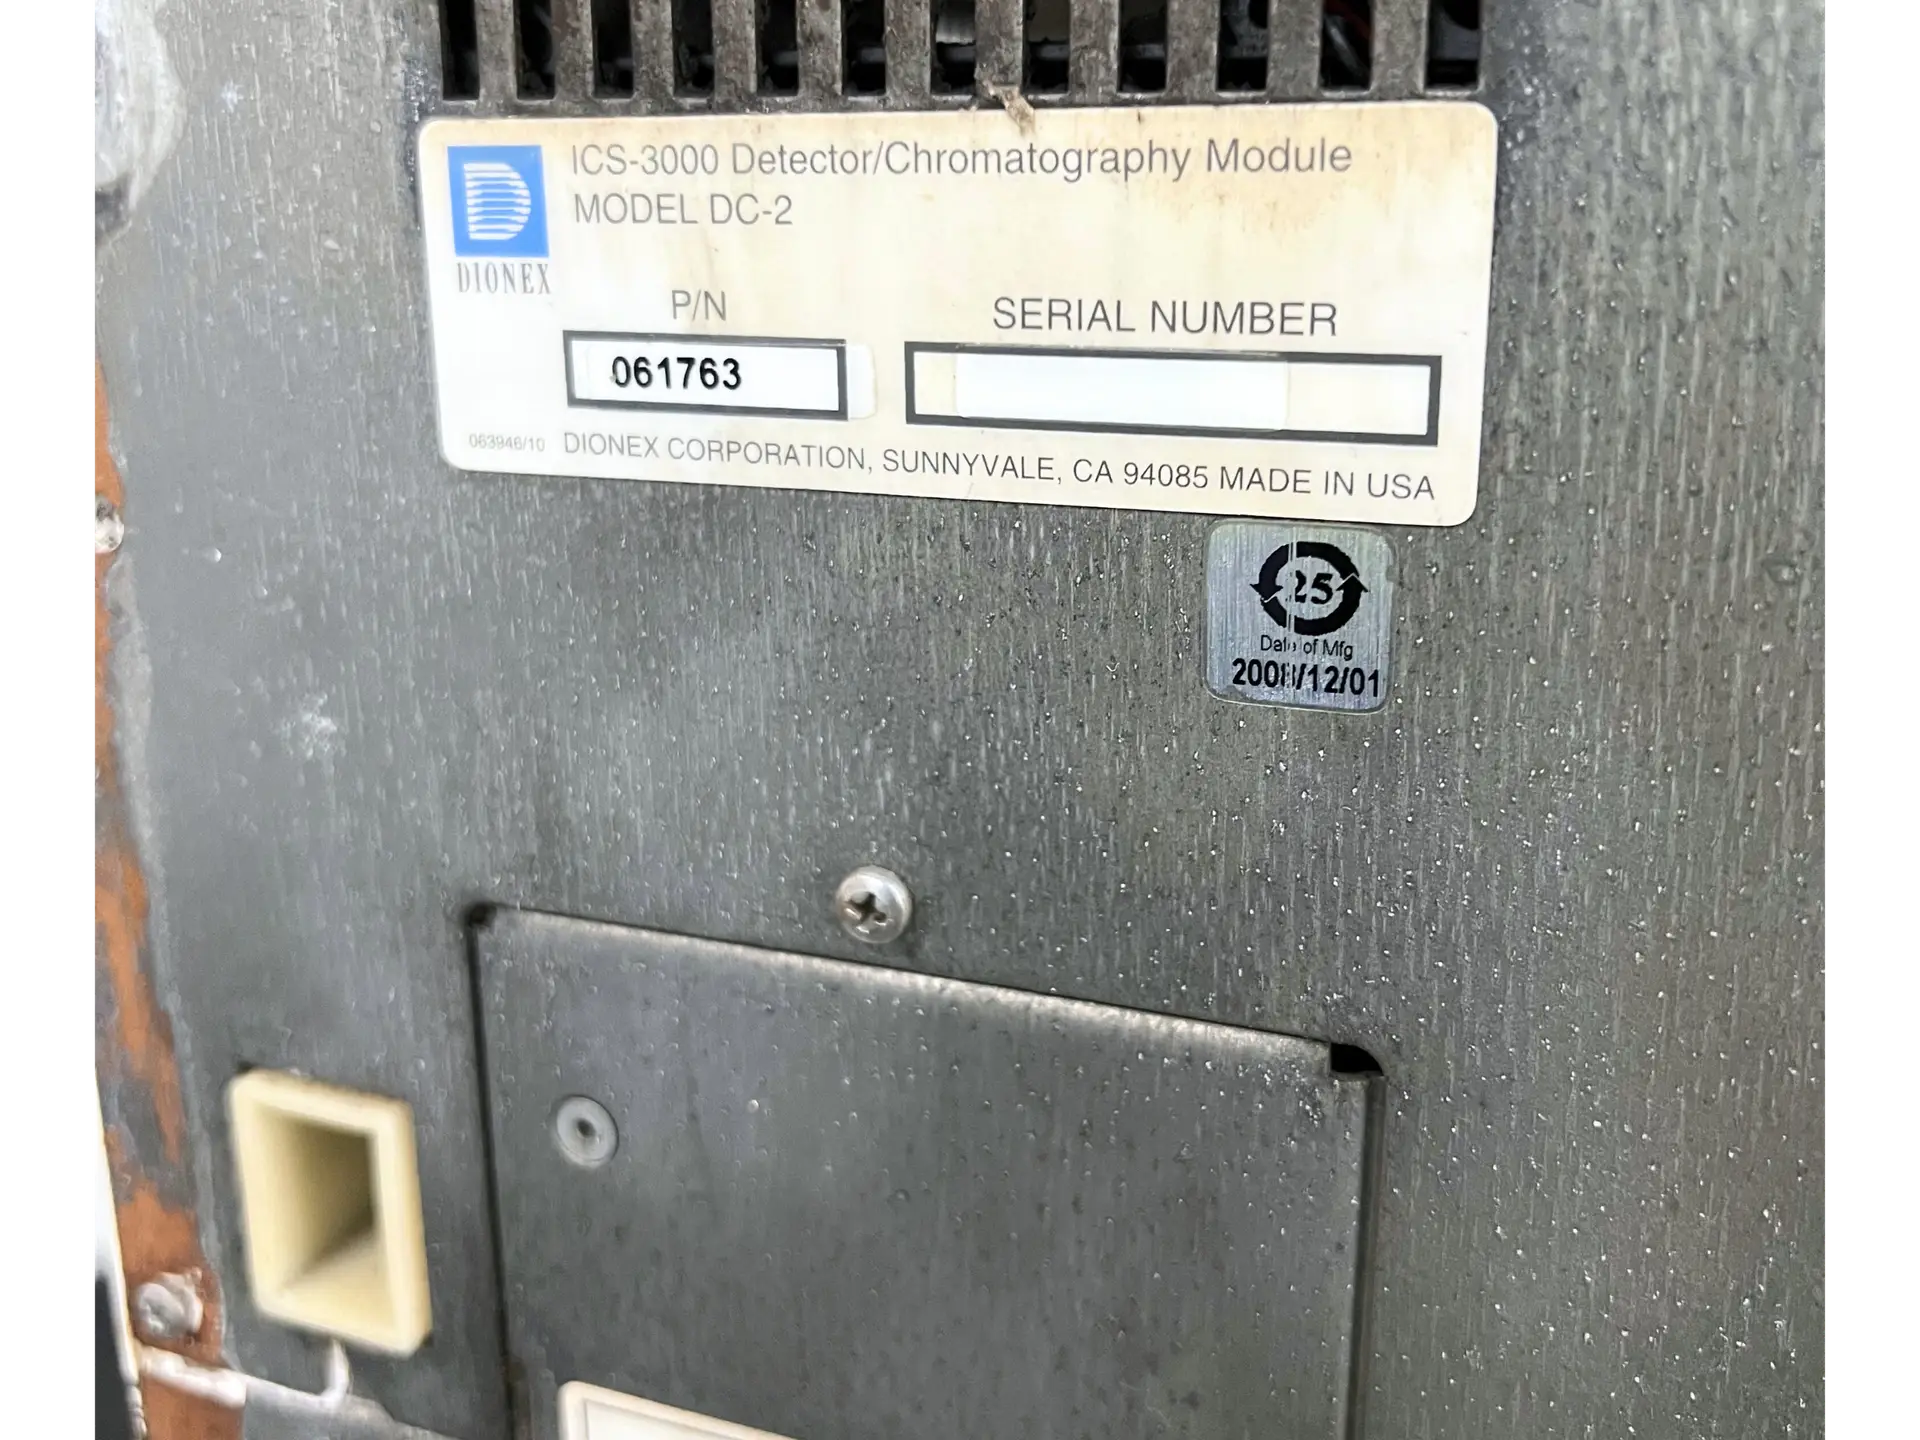 ICS-3000 Detector/Chromatography Module
MODEL DC-2
DIONEX
P/N
SERIAL NUMBER
061763
063946/10
DIONEX CORPORATION, SUNNYVALE, CA 94085 MADE IN USA
25
Date of Mfg